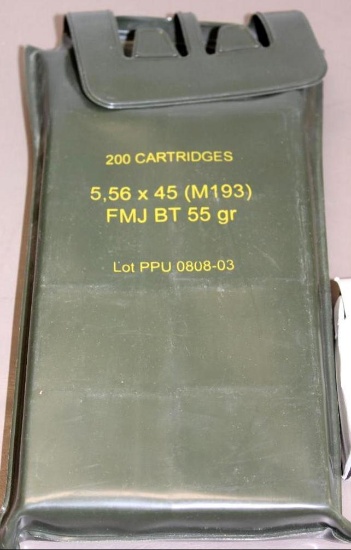 200 CARTRIDGES
5,56 x 45 (M193)
FMJ BT 55 gr
Lot PPU 0808-03